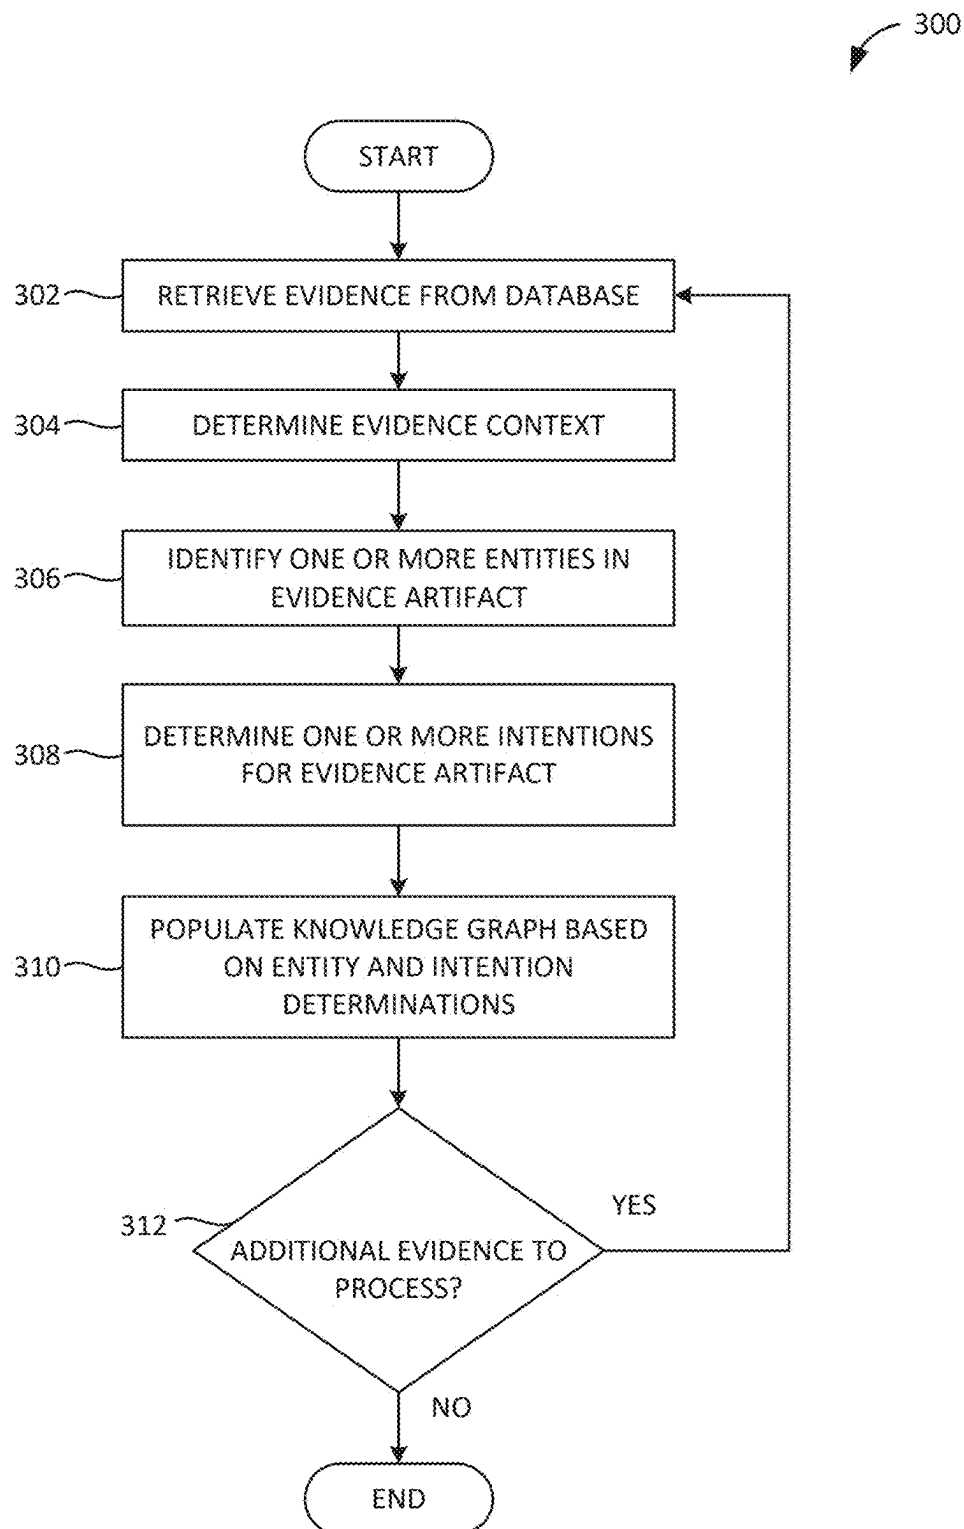 300
START
302
RETRIEVE EVIDENCE FROM DATABASE
304
DETERMINE EVIDENCE CONTEXT
306
IDENTIFY ONE OR MORE ENTITIES IN
EVIDENCE ARTIFACT
308
DETERMINE ONE OR MORE INTENTIONS
FOR EVIDENCE ARTIFACT
310
POPULATE KNOWLEDGE GRAPH BASED
ON ENTITY AND INTENTION
DETERMINATIONS
312
YES
ADDITIONAL EVIDENCE TO
PROCESS?
NO
END